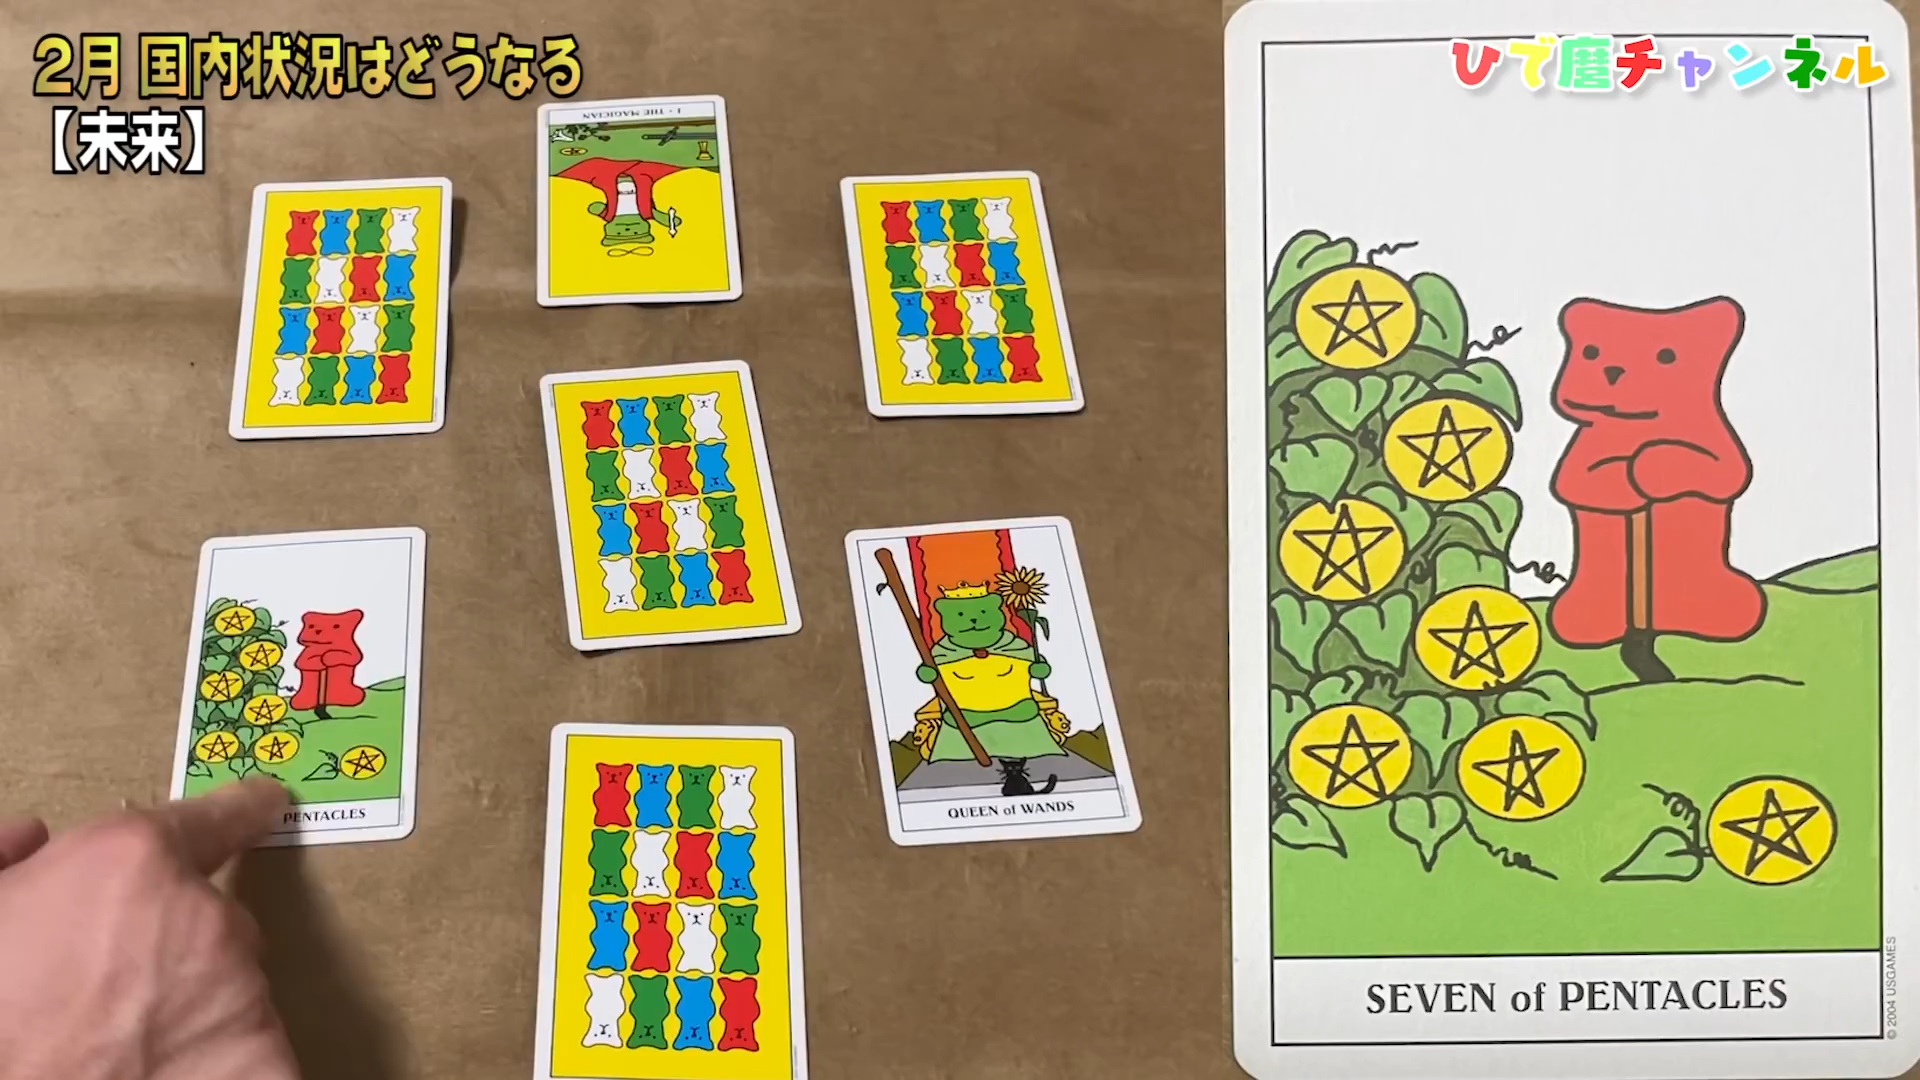 2月 国内状況はどうなる
【未来】
ひで麿チャンネル
I • THE MAGICIAN
PENTACLES
QUEEN of WANDS
SEVEN of PENTACLES
© 2004 USGAMES